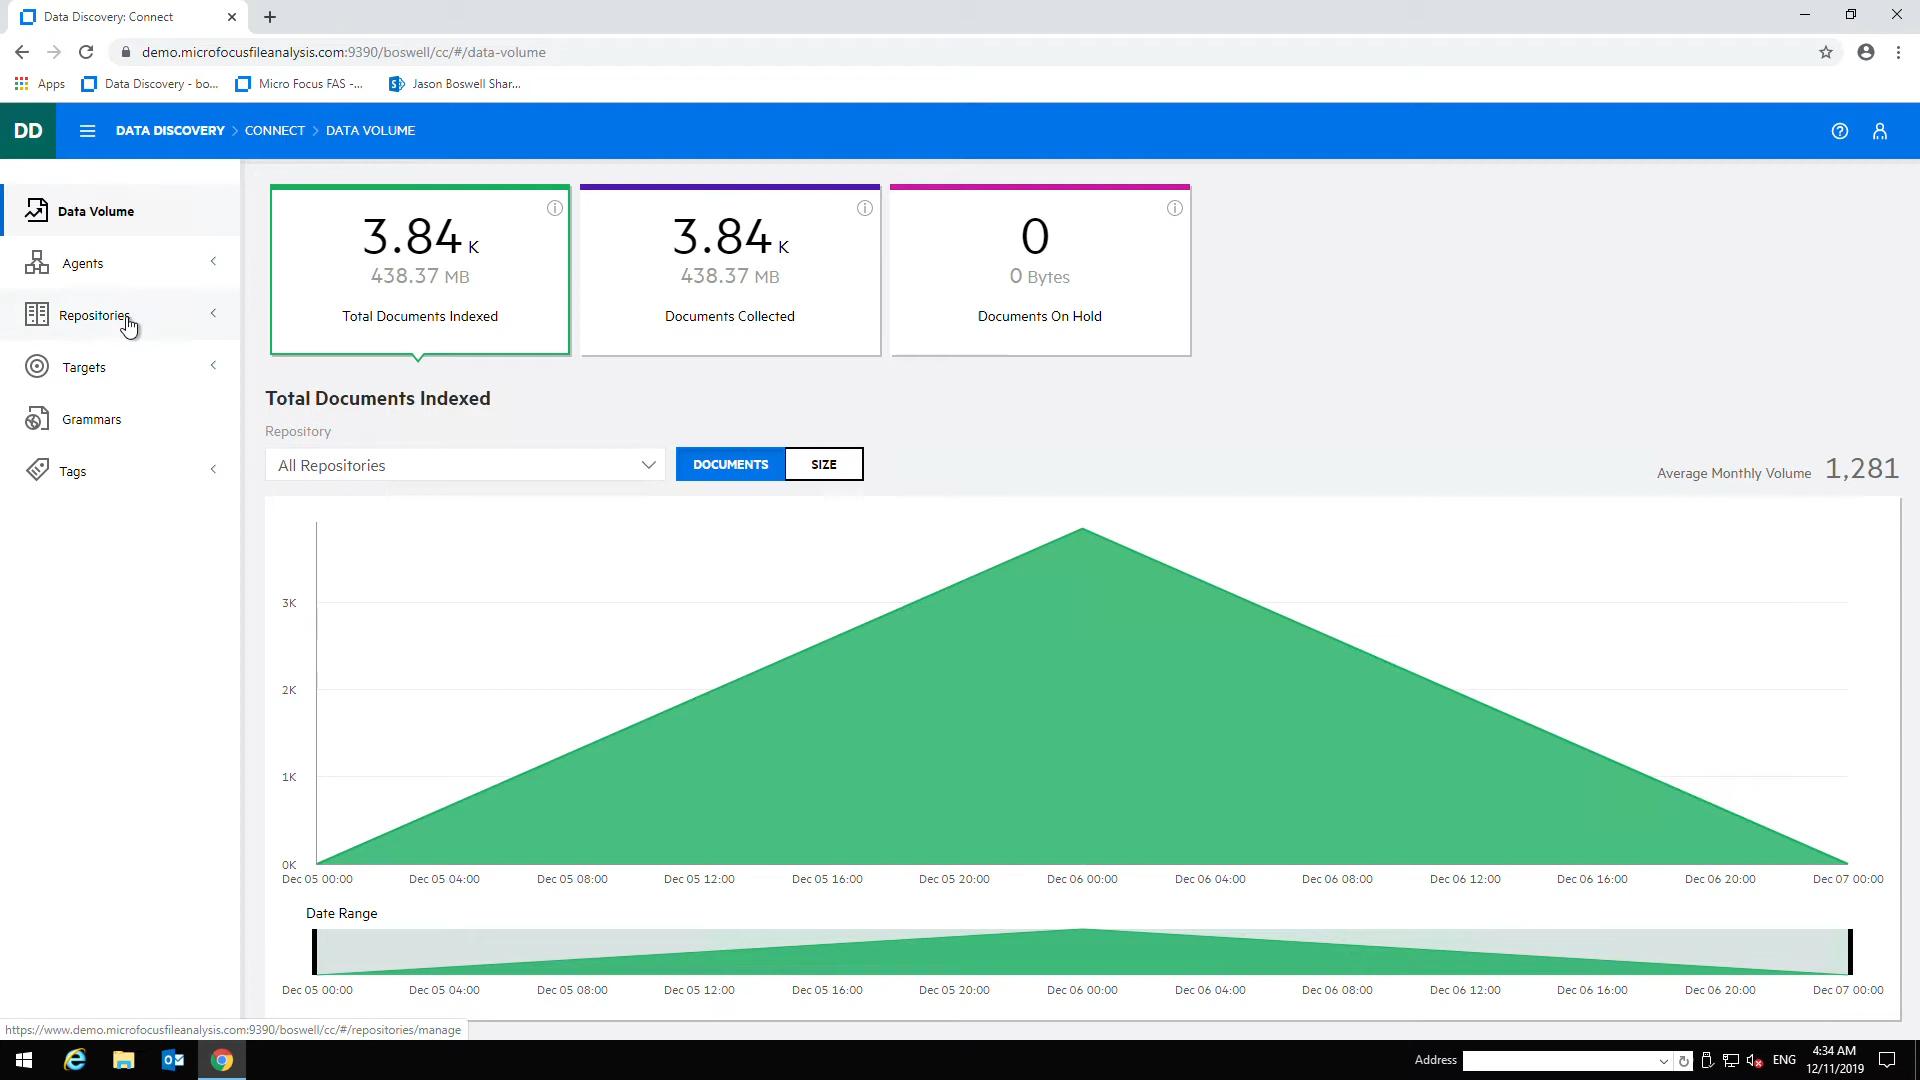 Data Discovery: Connect
demo.microfocusfileanalysis.com:9390/boswell/cc/#/data-volume
Apps
Data Discovery - bo...
Micro Focus FAS -...
Jason Boswell Shar...
DD
DATA DISCOVERY > CONNECT > DATA VOLUME
Data Volume
Agents
Repositories
Targets
Grammars
Tags
3.84 K
438.37 MB
Total Documents Indexed
3.84 K
438.37 MB
Documents Collected
0
0 Bytes
Documents On Hold
Total Documents Indexed
Repository
All Repositories
DOCUMENTS
SIZE
Average Monthly Volume 1,281
3K
2K
1K
0K
Dec 05 00:00 Dec 05 04:00 Dec 05 08:00 Dec 05 12:00 Dec 05 16:00 Dec 05 20:00 Dec 06 00:00 Dec 06 04:00 Dec 06 08:00 Dec 06 12:00 Dec 06 16:00 Dec 06 20:00 Dec 07 00:00
Date Range
Dec 05 00:00 Dec 05 04:00 Dec 05 08:00 Dec 05 12:00 Dec 05 16:00 Dec 05 20:00 Dec 06 00:00 Dec 06 04:00 Dec 06 08:00 Dec 06 12:00 Dec 06 16:00 Dec 06 20:00 Dec 07 00:00
https://www.demo.microfocusfileanalysis.com:9390/boswell/cc/#/repositories/manage
Address
ENG
4:34 AM
12/11/2019